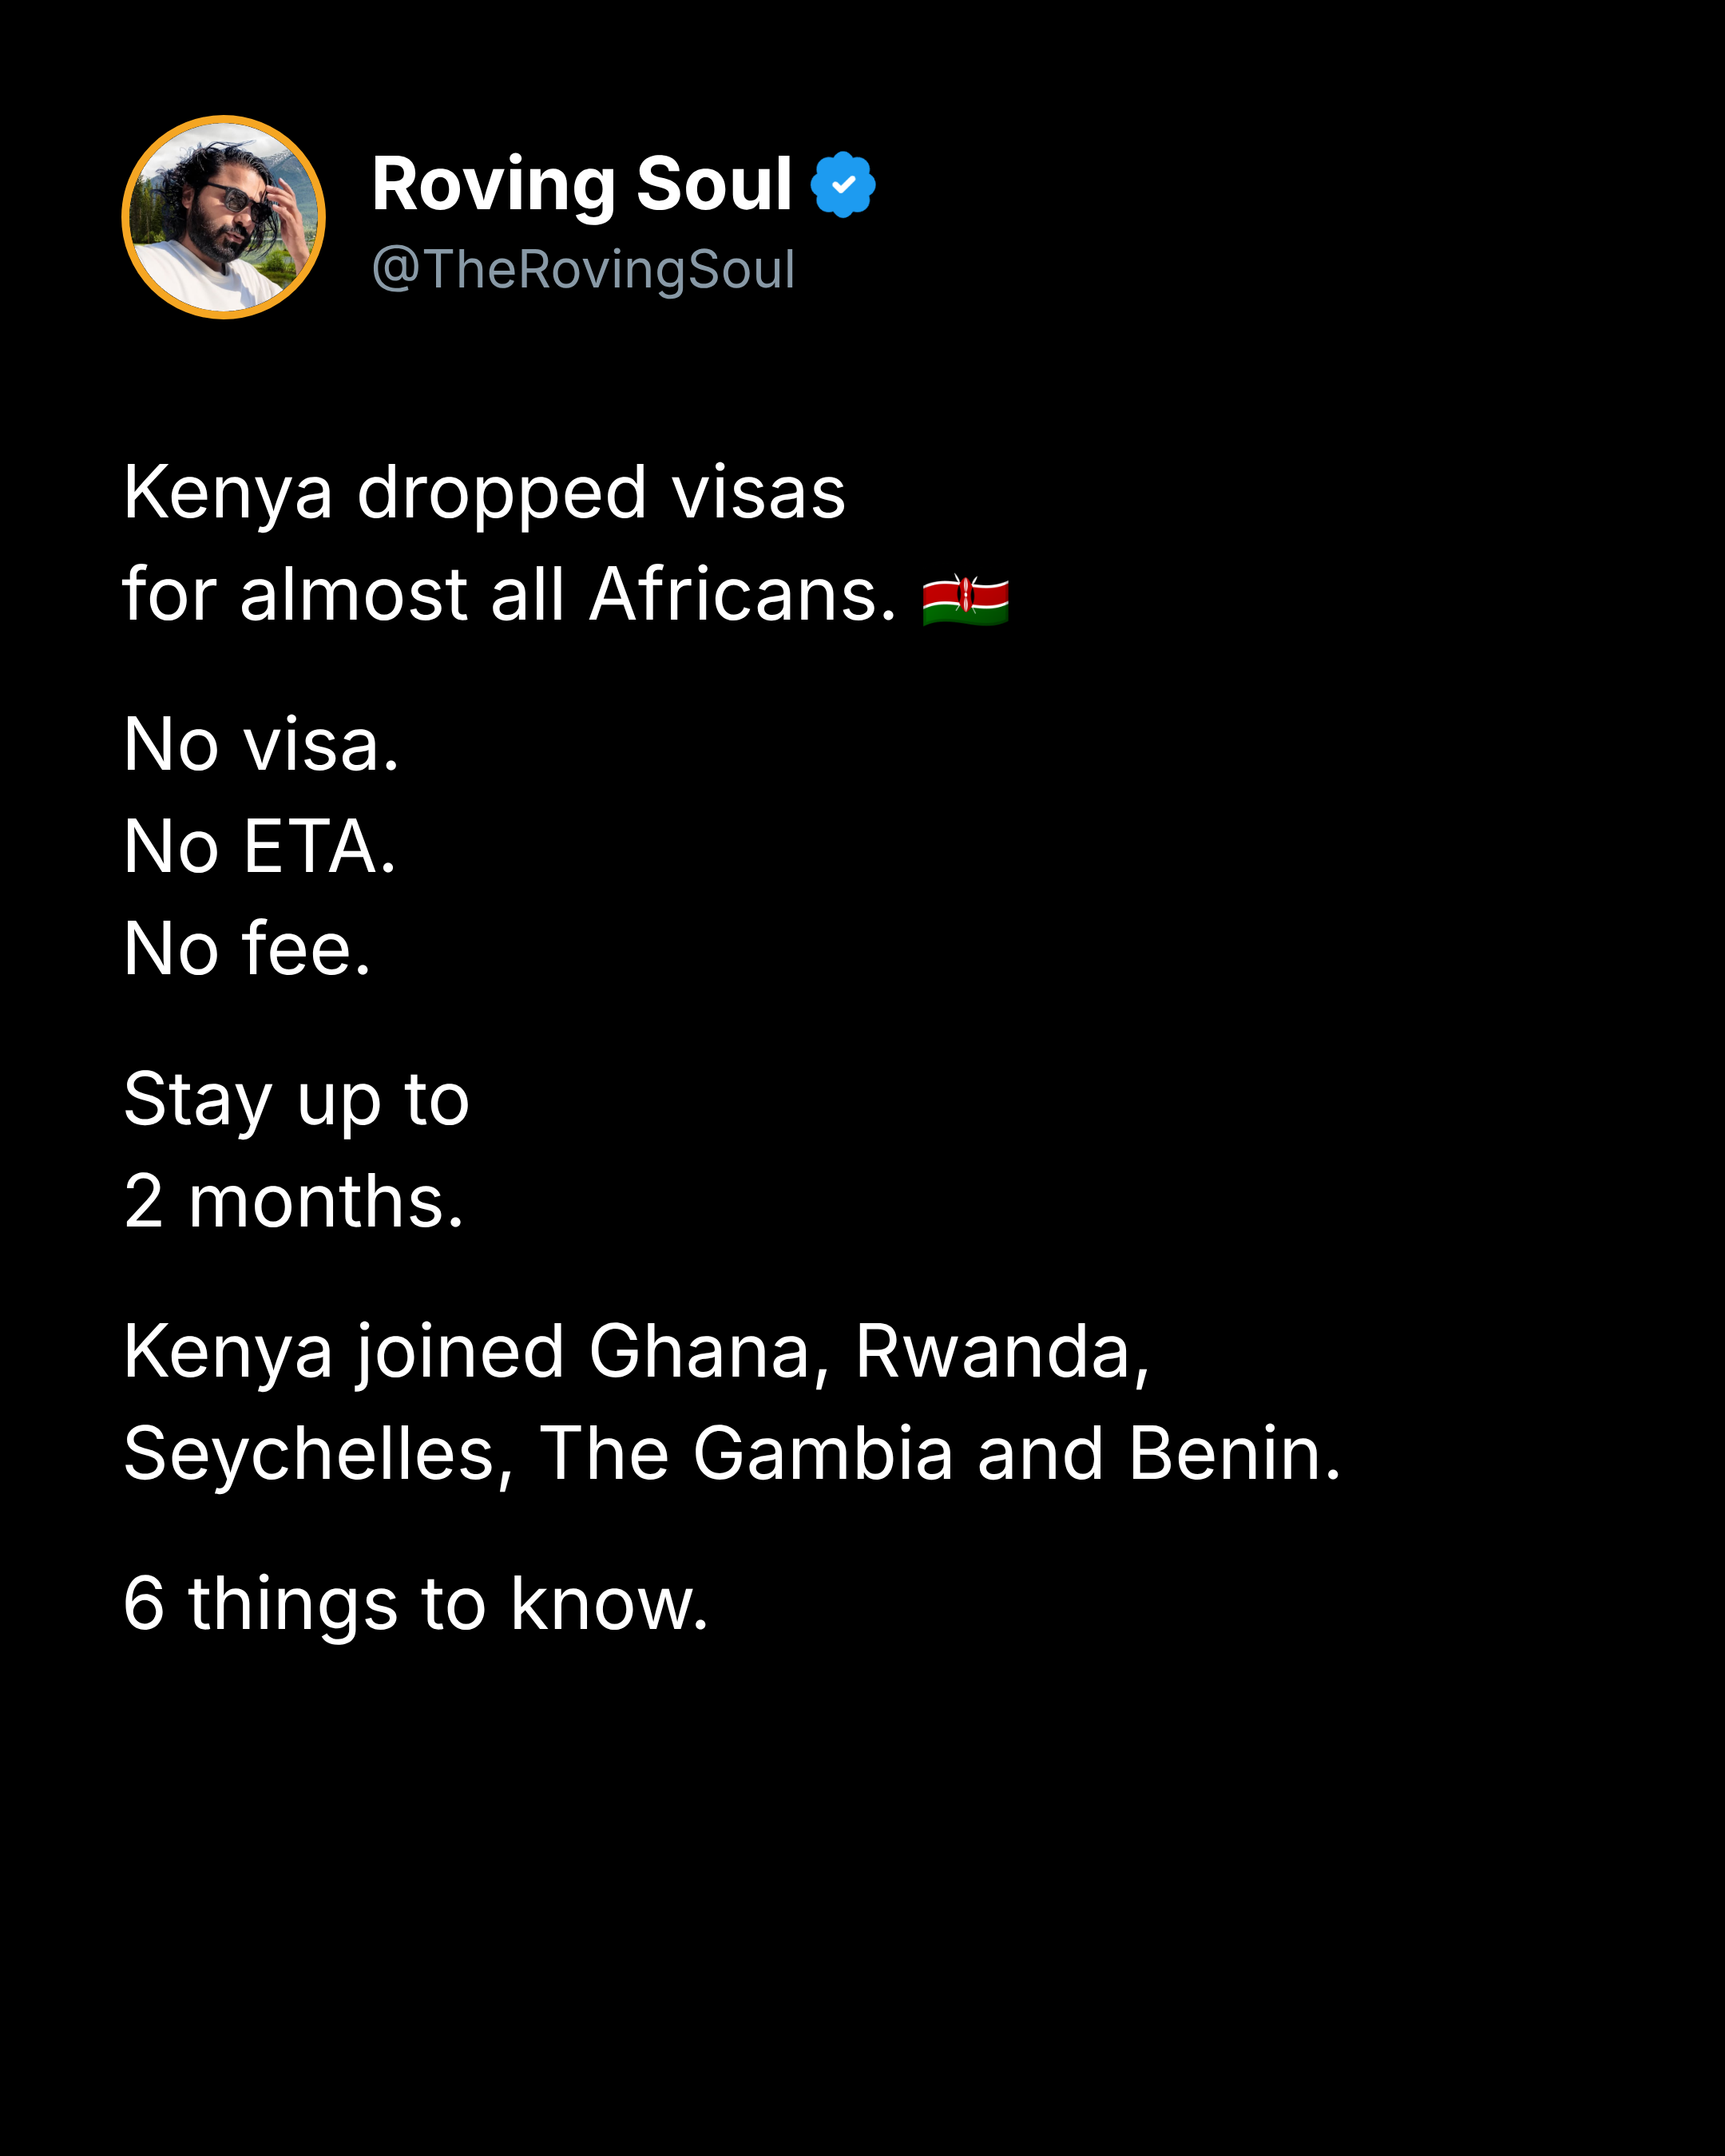 Roving Soul
@TheRovingSoul
Kenya dropped visas
for almost all Africans. 🇰🇪
No visa.
No ETA.
No fee.
Stay up to
2 months.
Kenya joined Ghana, Rwanda,
Seychelles, The Gambia and Benin.
6 things to know.